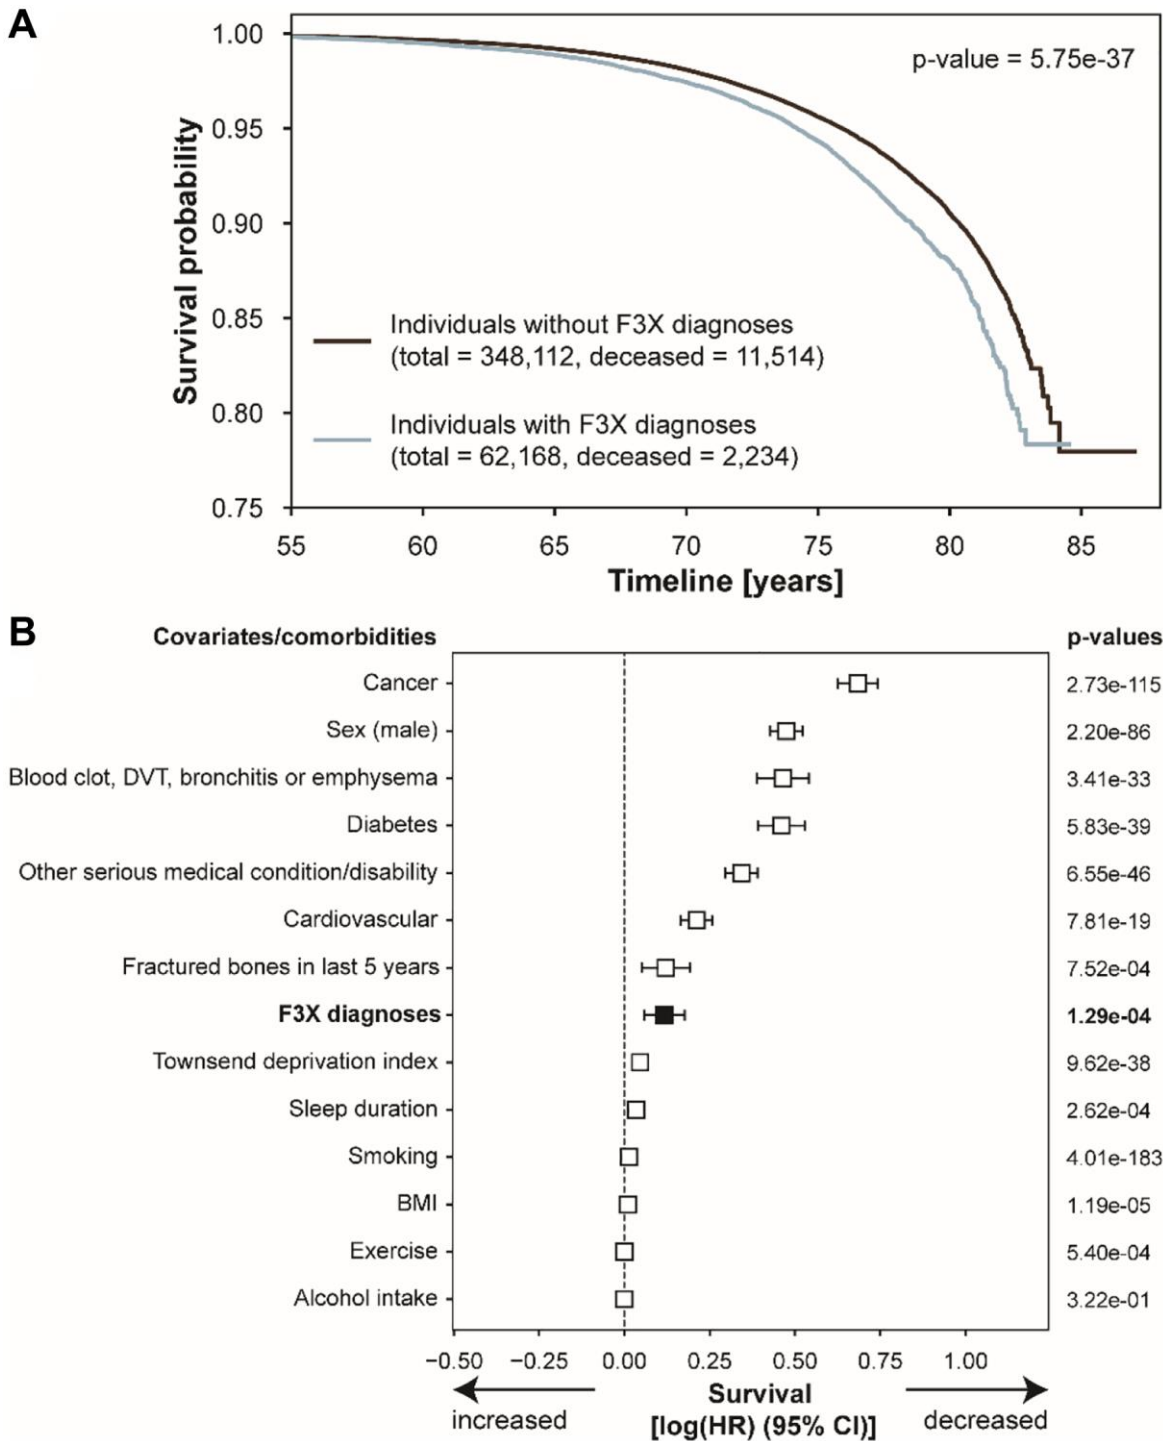 A
1.00
0.95
0.90
0.85
0.80
0.75
Survival probability
p-value = 5.75e-37
Individuals without F3X diagnoses
(total = 348,112, deceased = 11,514)
Individuals with F3X diagnoses
(total = 62,168, deceased = 2,234)
55 60 65 70 75 80 85
Timeline [years]
B
Covariates/comorbidities p-values
Cancer 2.73e-115
Sex (male) 2.20e-86
Blood clot, DVT, bronchitis or emphysema 3.41e-33
Diabetes 5.83e-39
Other serious medical condition/disability 6.55e-46
Cardiovascular 7.81e-19
Fractured bones in last 5 years 7.52e-04
F3X diagnoses 1.29e-04
Townsend deprivation index 9.62e-38
Sleep duration 2.62e-04
Smoking 4.01e-183
BMI 1.19e-05
Exercise 5.40e-04
Alcohol intake 3.22e-01
−0.50 −0.25 0.00 0.25 0.50 0.75 1.00
Survival
increased [log(HR) (95% CI)] decreased